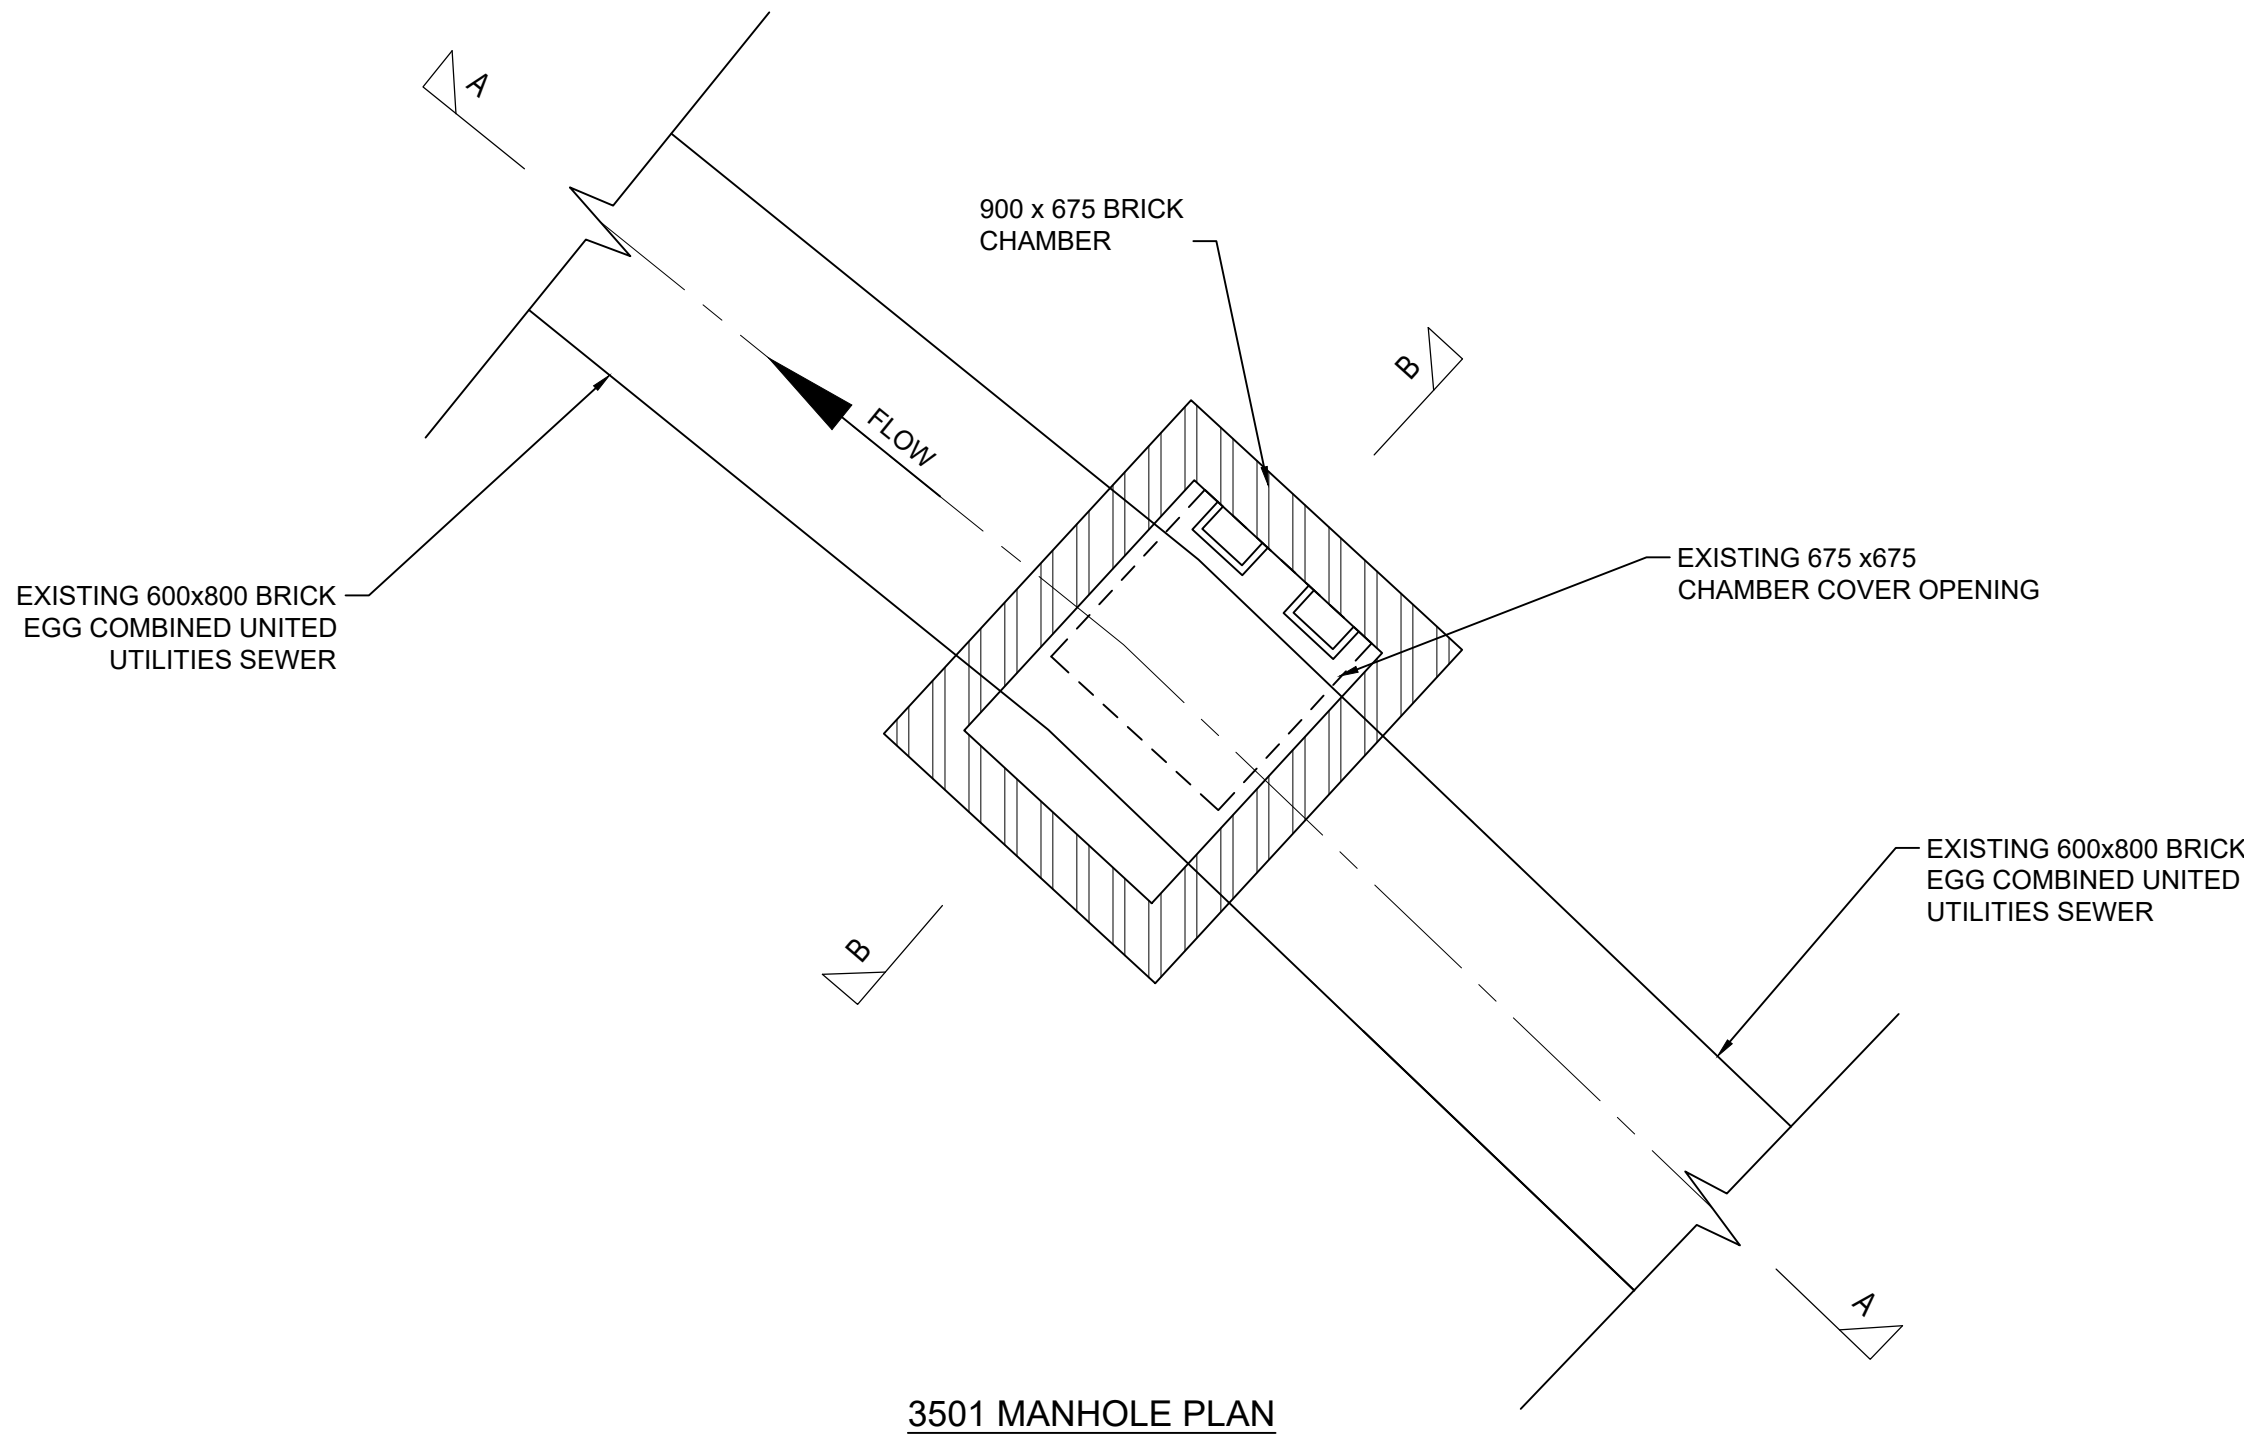 A
900 x 675 BRICK
CHAMBER
B
FLOW
EXISTING 675 x675
CHAMBER COVER OPENING
EXISTING 600x800 BRICK
EGG COMBINED UNITED
UTILITIES SEWER
EXISTING 600x800 BRICK
EGG COMBINED UNITED
UTILITIES SEWER
B
A
3501 MANHOLE PLAN